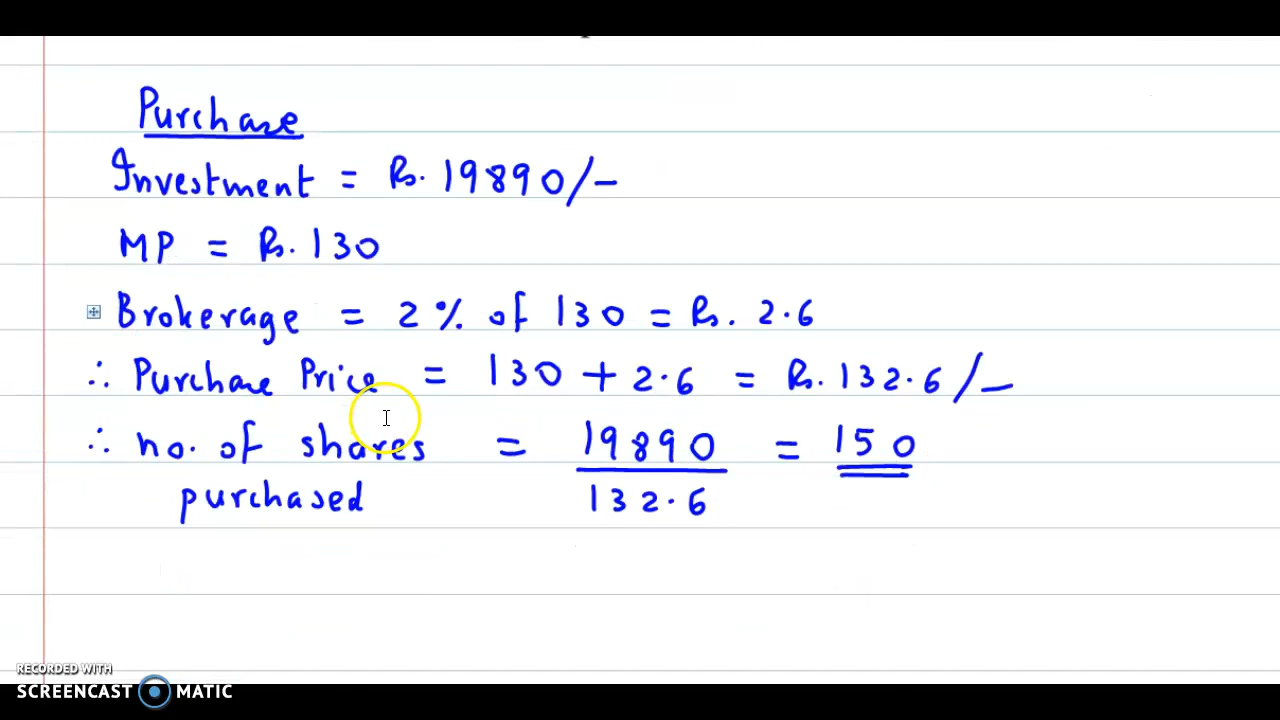 Purchase
Investment = Rs. 19890/-
MP = Rs. 130
Brokerage = 2% of 130 = Rs. 2.6
∴ Purchase Price = 130 + 2.6 = Rs. 132.6/-
∴ no. of shares purchased = 19890 / 132.6 = 150
RECORDED WITH
SCREENCAST MATIC